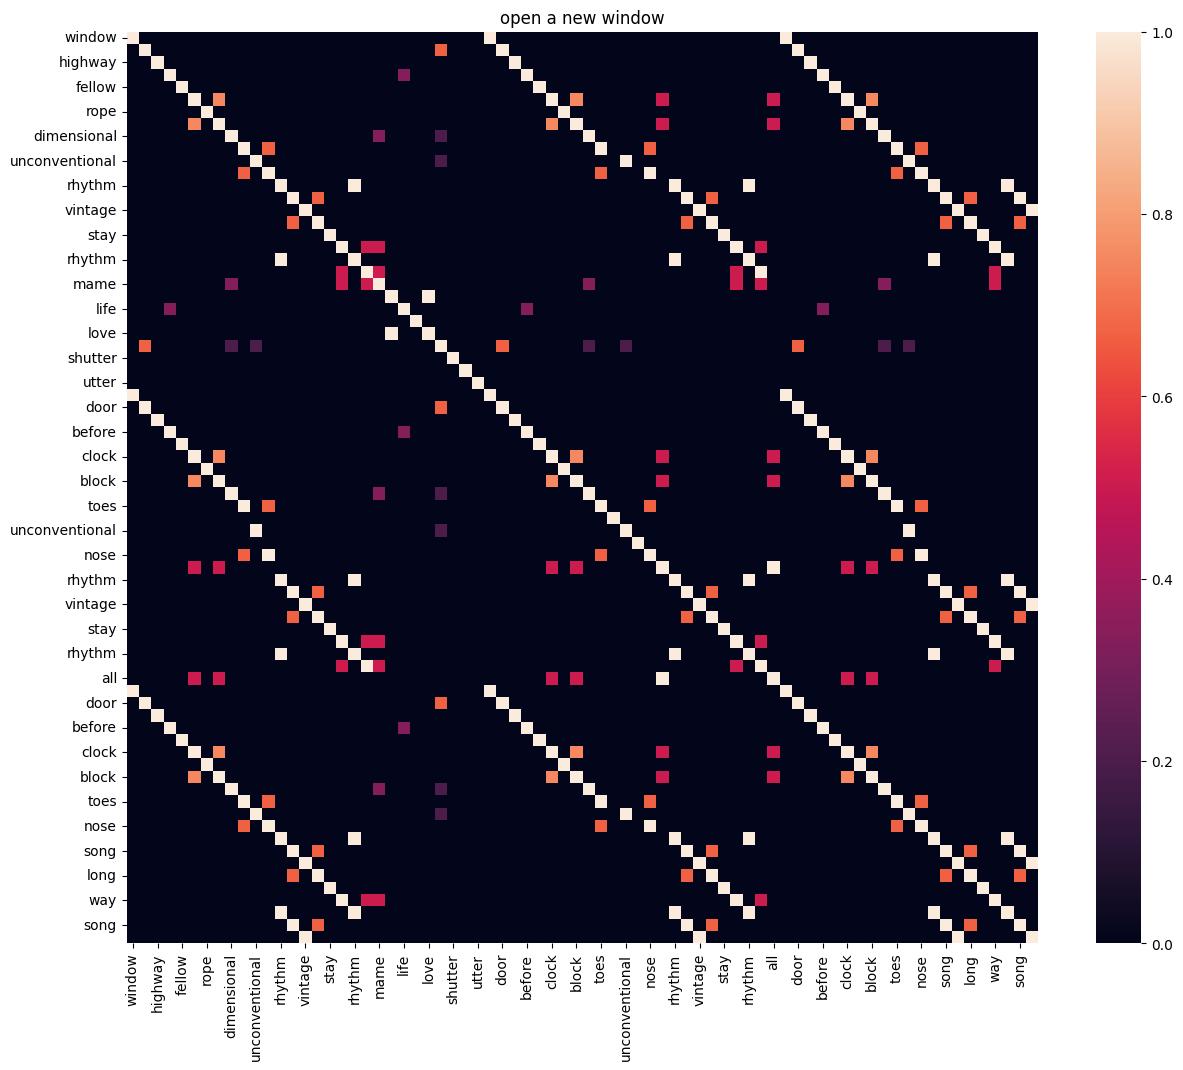 open a new window
window
highway
fellow
rope
dimensional
unconventional
rhythm
vintage
stay
rhythm
mame
life
love
shutter
utter
door
before
clock
block
toes
unconventional
nose
rhythm
vintage
stay
rhythm
all
door
before
clock
block
toes
nose
song
long
way
song
1.0
0.8
0.6
0.4
0.2
0.0
window
highway
fellow
rope
dimensional
unconventional
rhythm
vintage
stay
rhythm
mame
life
love
shutter
utter
door
before
clock
block
toes
unconventional
nose
rhythm
vintage
stay
rhythm
all
door
before
clock
block
toes
nose
song
long
way
song